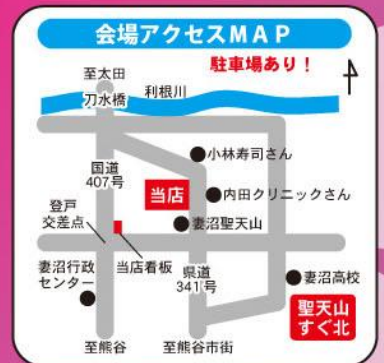 会場アクセスMAP
駐車場あり！
至太田
刀水橋
利根川
小林寿司さん
国道
407号
当店
内田クリニックさん
登戸
交差点
妻沼聖天山
当店看板
県道
341号
妻沼行政
センター
妻沼高校
聖天山
すぐ北
至熊谷
至熊谷市街